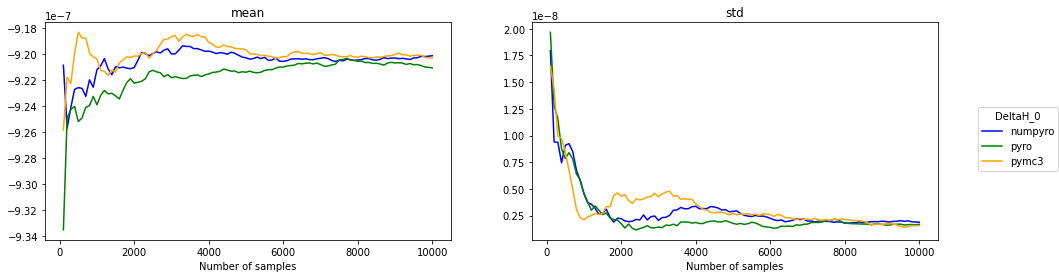 mean
1e−7
−9.18
−9.20
−9.22
−9.24
−9.26
−9.28
−9.30
−9.32
−9.34
0 2000 4000 6000 8000 10000
Number of samples
std
1e−8
2.00
1.75
1.50
1.25
1.00
0.75
0.50
0.25
0 2000 4000 6000 8000 10000
Number of samples
DeltaH_0
numpyro
pyro
pymc3